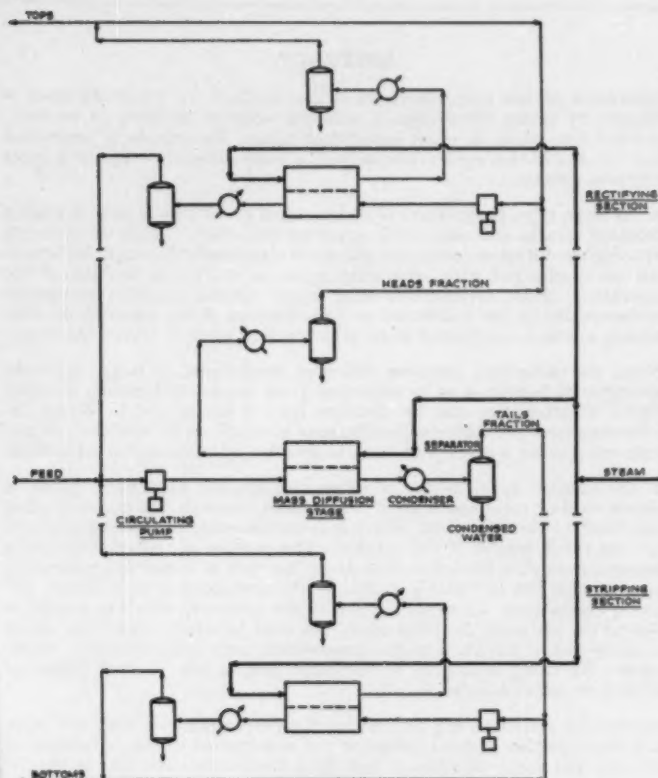 TOPS
RECTIFYING
SECTION
HEADS FRACTION
TAILS
FRACTION
SEPARATOR
FEED
STEAM
MASS DIFFUSION
STAGE
CONDENSER
CIRCULATING
PUMP
CONDENSED
WATER
STRIPPING
SECTION
BOTTOMS